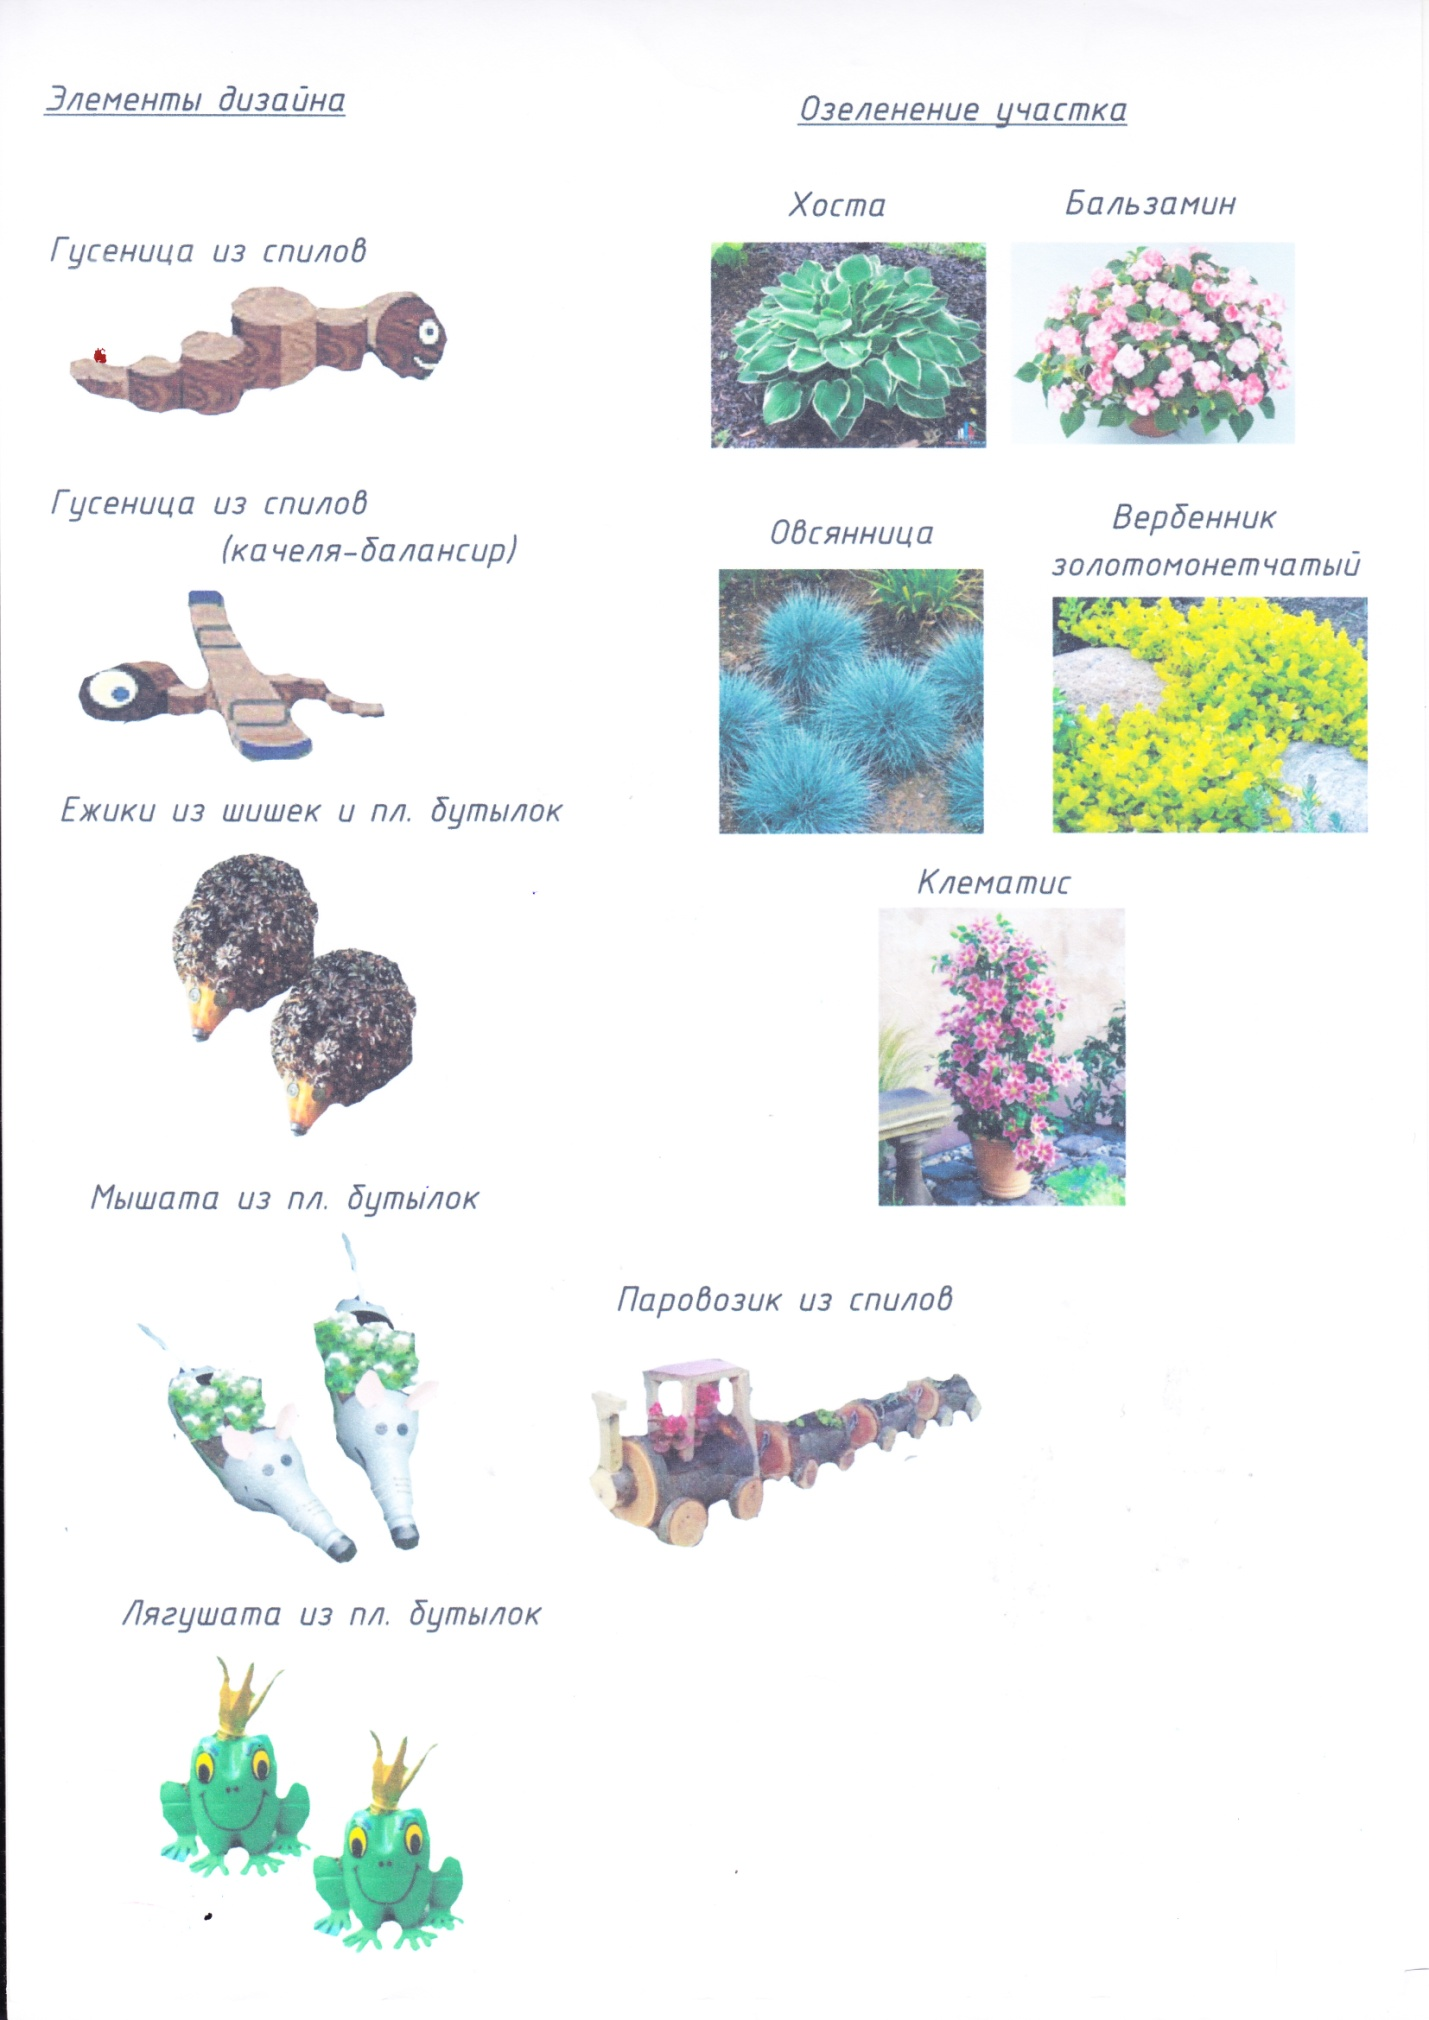 Элементы дизайна
Гусеница из спилов
Гусеница из спилов
(качеля-балансир)
Ежики из шишек и пл. бутылок
Мышата из пл. бутылок
Лягушата из пл. бутылок
Озеленение участка
Хоста
Бальзамин
Овсянница
Вербенник
золотомонетчатый
Клематис
Паровозик из спилов